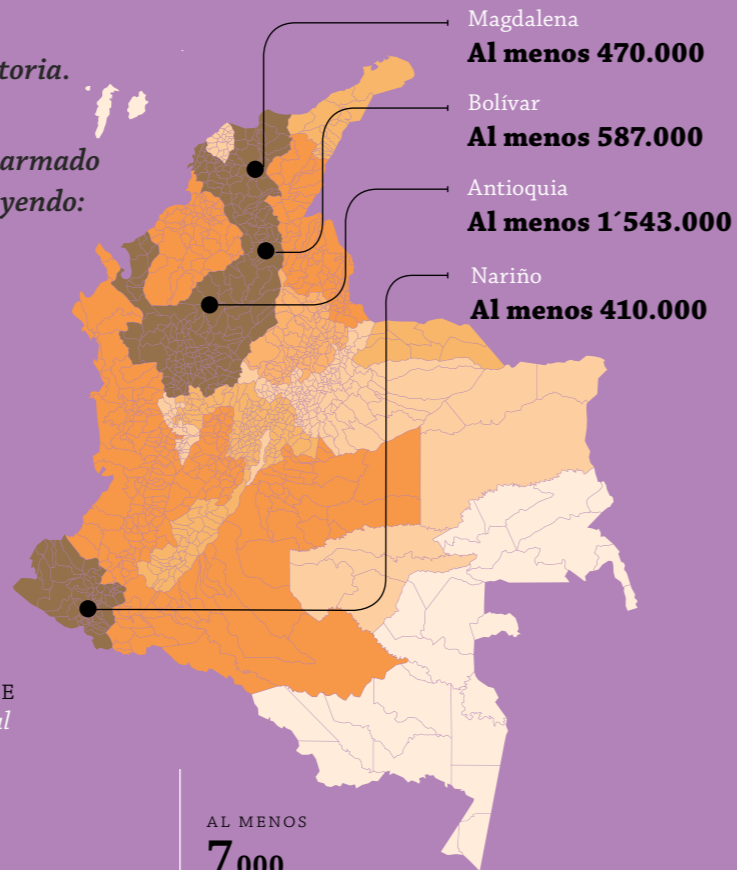 Magdalena
Al menos 470.000
toria.
Bolívar
Al menos 587.000
armado
yendo:
Antioquia
Al menos 1´543.000
Nariño
Al menos 410.000
E
al
AL MENOS
7.000